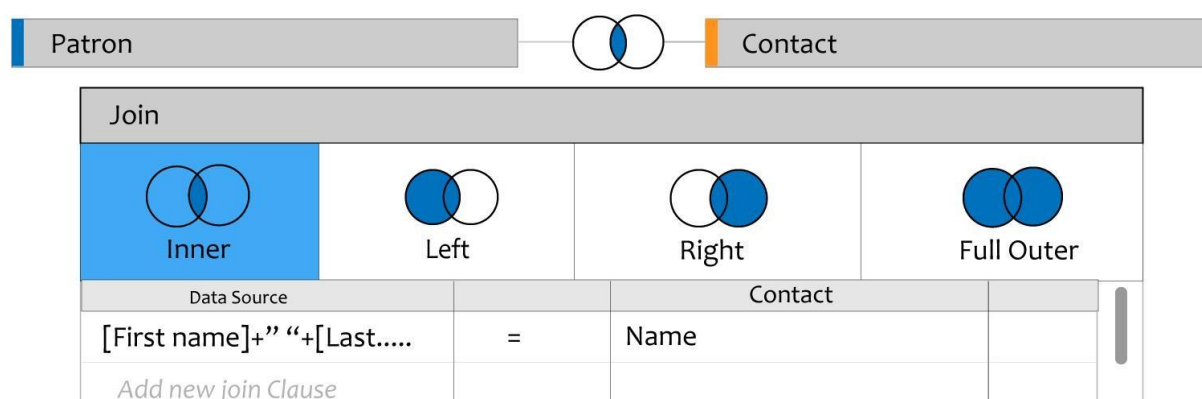 Patron
Contact
Join
Inner
Left
Right
Full Outer
Data Source
Contact
[First name]+” “+[Last.....
=
Name
Add new join Clause